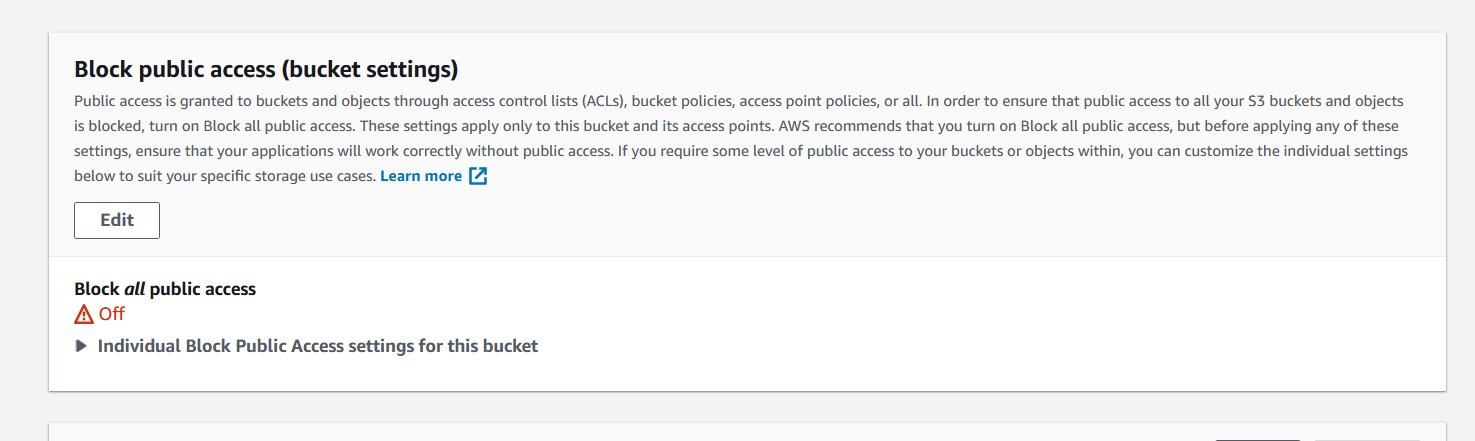 Block public access (bucket settings)
Public access is granted to buckets and objects through access control lists (ACLs), bucket policies, access point policies, or all. In order to ensure that public access to all your S3 buckets and objects
is blocked, turn on Block all public access. These settings apply only to this bucket and its access points. AWS recommends that you turn on Block all public access, but before applying any of these
settings, ensure that your applications will work correctly without public access. If you require some level of public access to your buckets or objects within, you can customize the individual settings
below to suit your specific storage use cases. Learn more
Edit
Block all public access
Off
Individual Block Public Access settings for this bucket